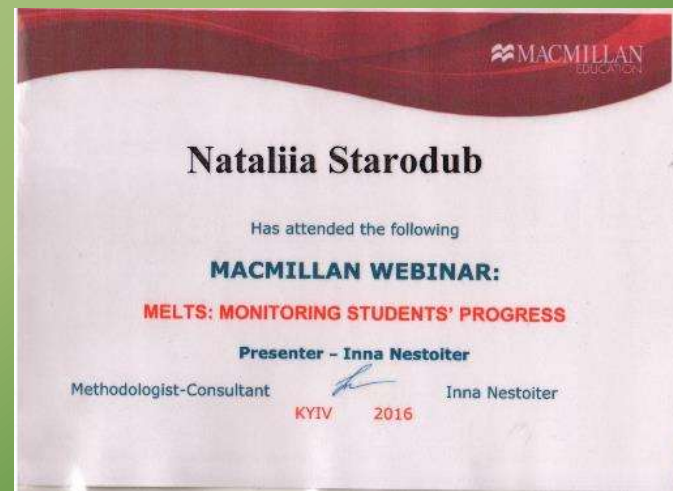 MACMILLAN
EDUCATION
Nataliia Starodub
Has attended the following
MACMILLAN WEBINAR:
MELTS: MONITORING STUDENTS' PROGRESS
Presenter – Inna Nestoiter
Methodologist-Consultant Inna Nestoiter
KYIV 2016